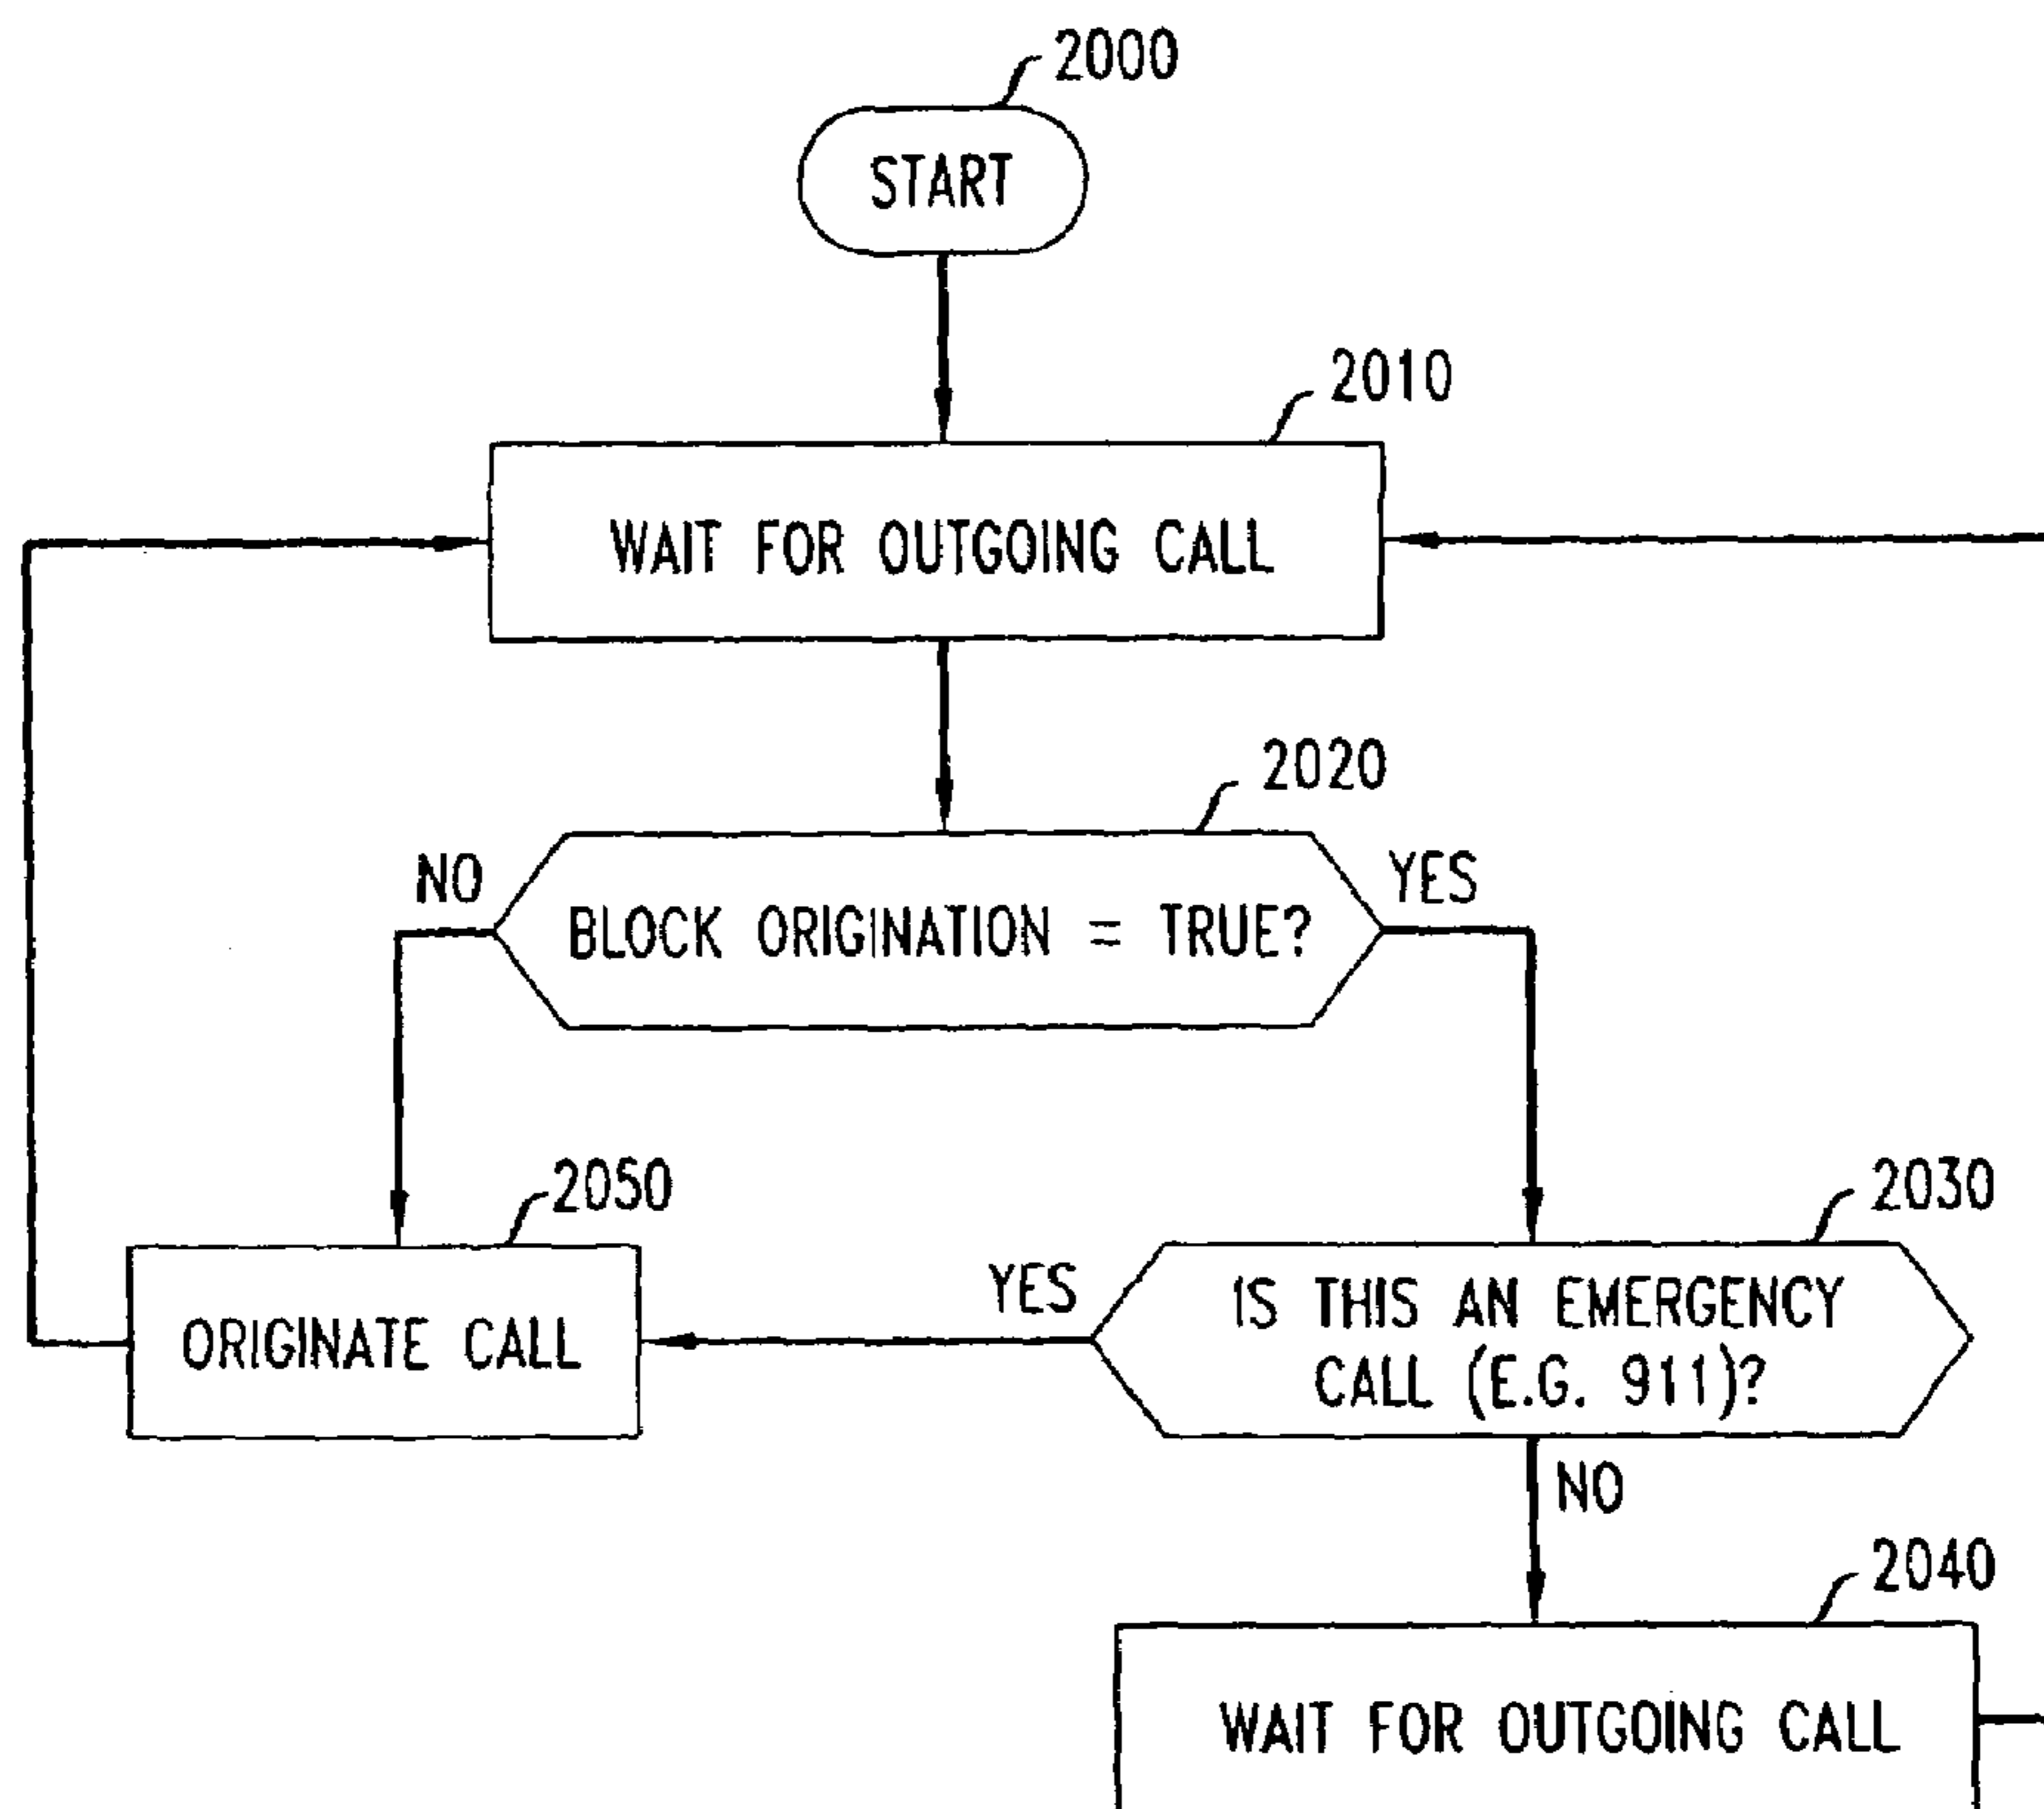 2000
START
2010
WAIT FOR OUTGOING CALL
2020
NO
YES
BLOCK ORIGINATION = TRUE?
2050
2030
YES
IS THIS AN EMERGENCY
CALL (E.G. 911)?
ORIGINATE CALL
NO
2040
WAIT FOR OUTGOING CALL